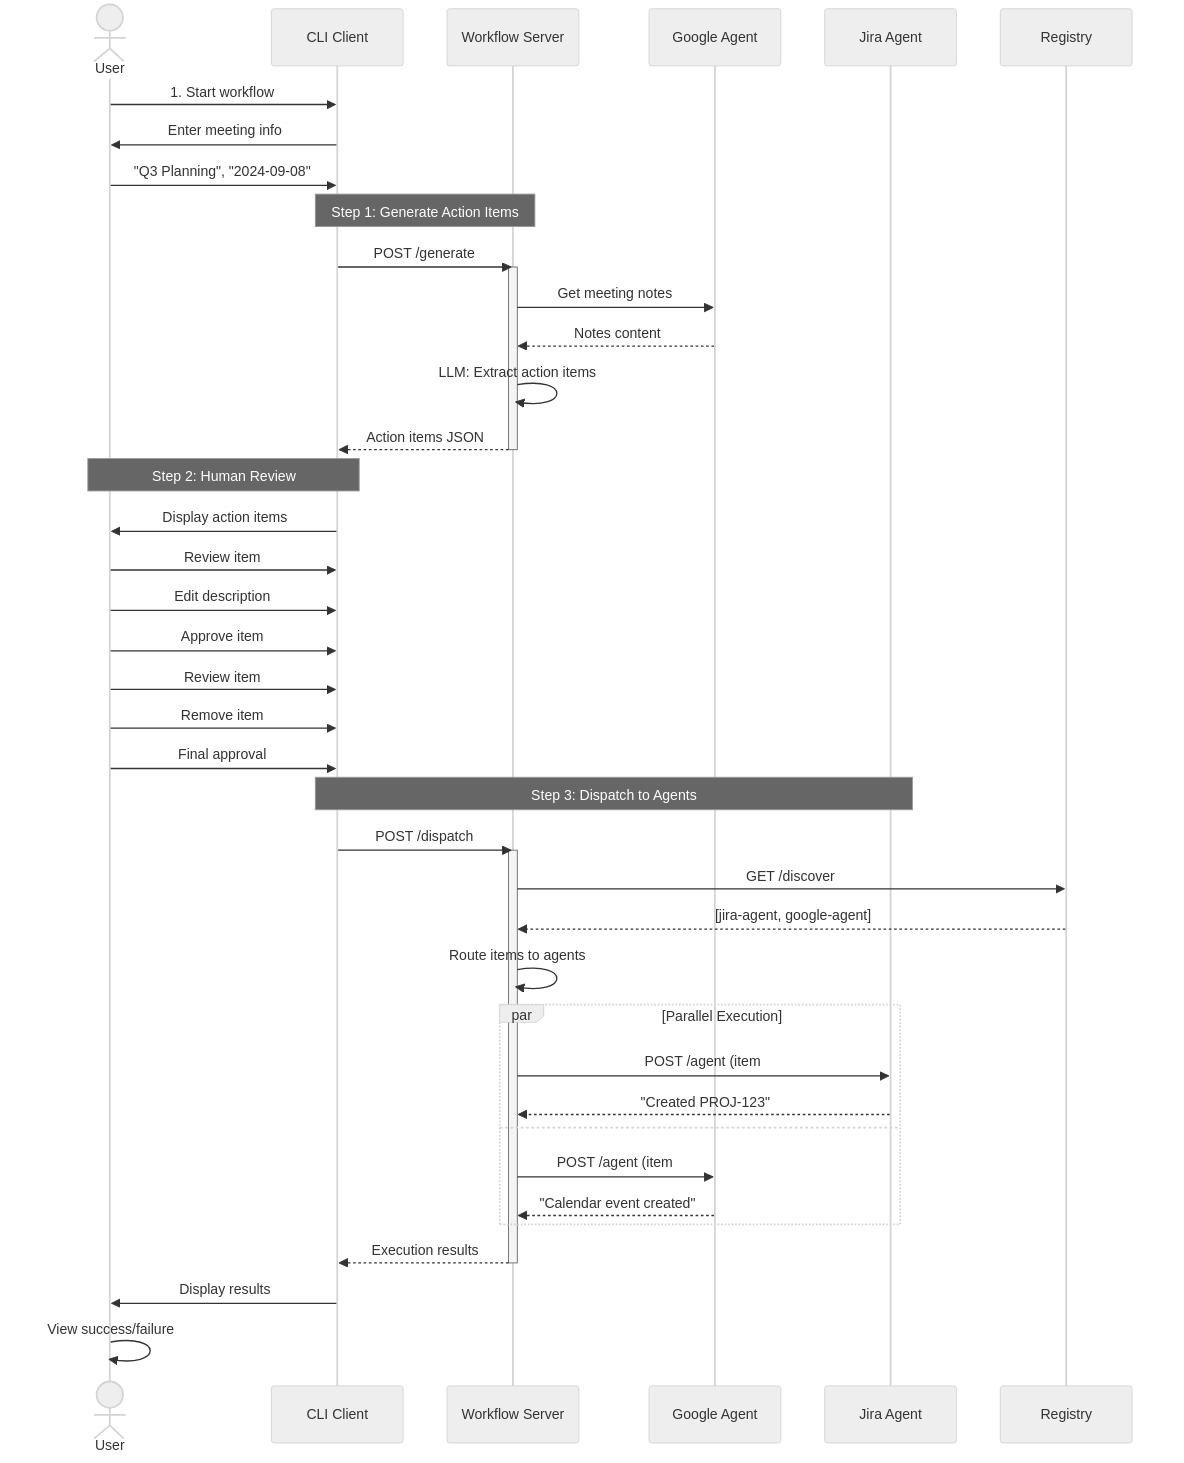 User
CLI Client
Workflow Server
Google Agent
Jira Agent
Registry
1. Start workflow
Enter meeting info
"Q3 Planning", "2024-09-08"
Step 1: Generate Action Items
POST /generate
Get meeting notes
Notes content
LLM: Extract action items
Action items JSON
Step 2: Human Review
Display action items
Review item
Edit description
Approve item
Review item
Remove item
Final approval
Step 3: Dispatch to Agents
POST /dispatch
GET /discover
[jira-agent, google-agent]
Route items to agents
par
[Parallel Execution]
POST /agent (item
"Created PROJ-123"
POST /agent (item
"Calendar event created"
Execution results
Display results
View success/failure
User
CLI Client
Workflow Server
Google Agent
Jira Agent
Registry